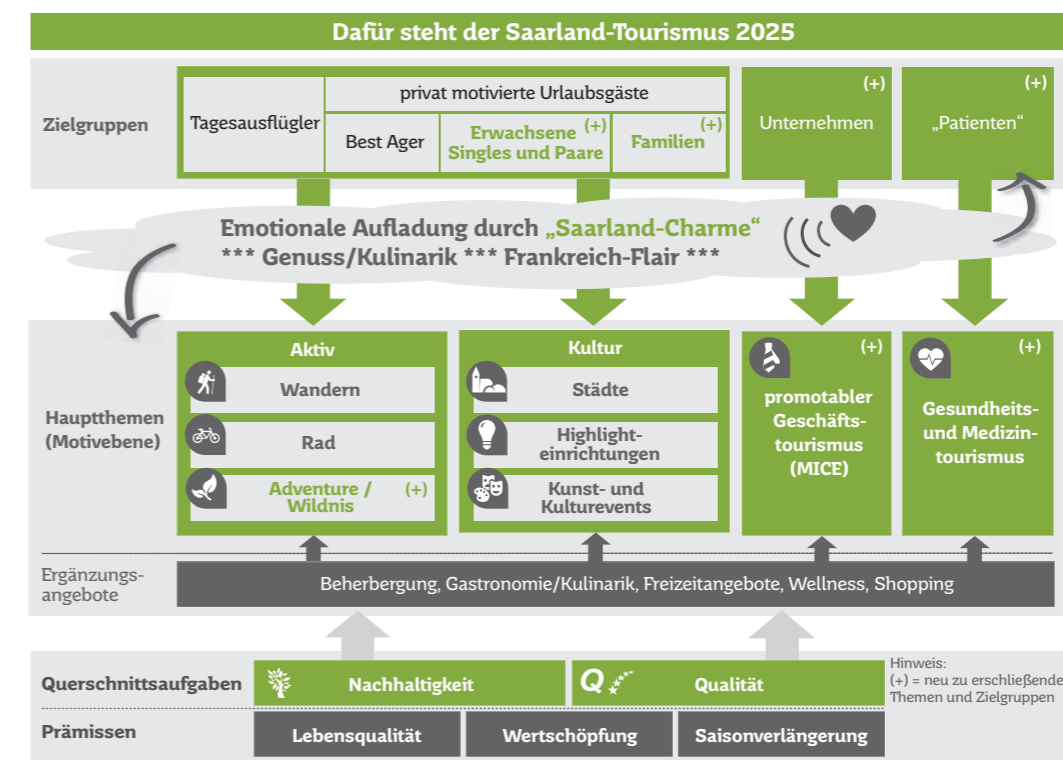 Dafür steht der Saarland-Tourismus 2025
Zielgruppen
Tagesausflügler
privat motivierte Urlaubsgäste
Best Ager
Erwachsene (+)
Singles und Paare
(+)
Familien
(+)
Unternehmen
(+)
„Patienten“
Emotionale Aufladung durch „Saarland-Charme“
*** Genuss/Kulinarik *** Frankreich-Flair ***
Hauptthemen
(Motivebene)
Aktiv
Wandern
Rad
Adventure / (+)
Wildnis
Kultur
Städte
Highlight-
einrichtungen
Kunst- und
Kulturevents
(+)
promotabler
Geschäfts-
tourismus
(MICE)
(+)
Gesundheits-
und Medizin-
tourismus
Ergänzungs-
angebote
Beherbergung, Gastronomie/Kulinarik, Freizeitangebote, Wellness, Shopping
Querschnittsaufgaben
Nachhaltigkeit
Q
Qualität
Hinweis:
(+) = neu zu erschließende
Themen und Zielgruppen
Prämissen
Lebensqualität
Wertschöpfung
Saisonverlängerung